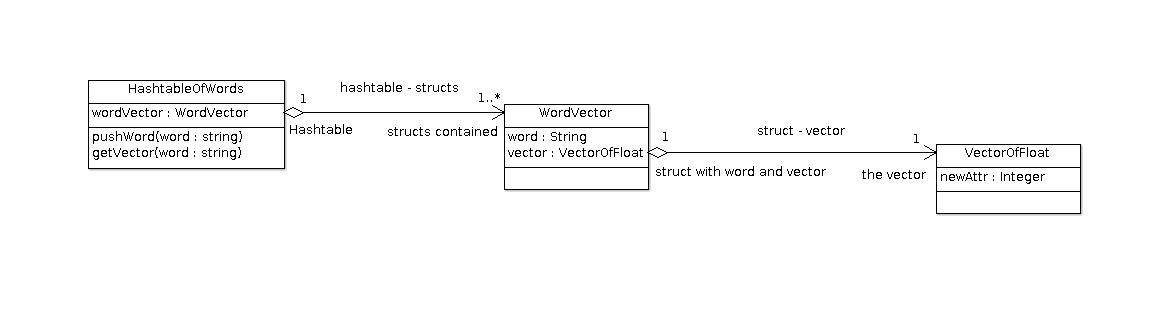 HashtableOfWords
wordVector : WordVector
pushWord(word : string)
getVector(word : string)
1
hashtable - structs
1..*
Hashtable
structs contained
WordVector
word : String
vector : VectorOfFloat
1
struct - vector
1
struct with word and vector
the vector
VectorOfFloat
newAttr : Integer